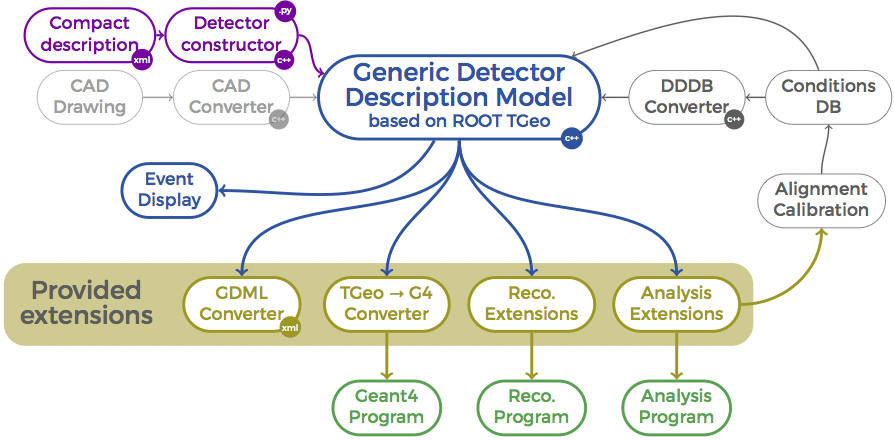 Compact
description
xml
Detector
constructor
.py
c++
CAD
Drawing
CAD
Converter
c++
Generic Detector
Description Model
based on ROOT TGeo
c++
DDDB
Converter
c++
Conditions
DB
Event
Display
Alignment
Calibration
Provided
extensions
GDML
Converter
xml
TGeo → G4
Converter
Reco.
Extensions
Analysis
Extensions
Geant4
Program
Reco.
Program
Analysis
Program